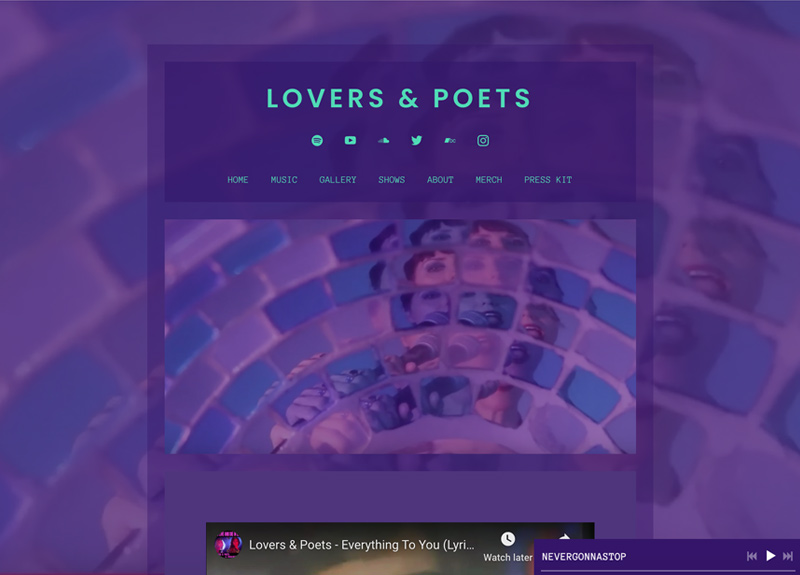 LOVERS & POETS
HOME MUSIC GALLERY SHOWS ABOUT MERCH PRESS KIT
Lovers & Poets - Everything To You (Lyri...
Watch later
NEVERGONNASTOP